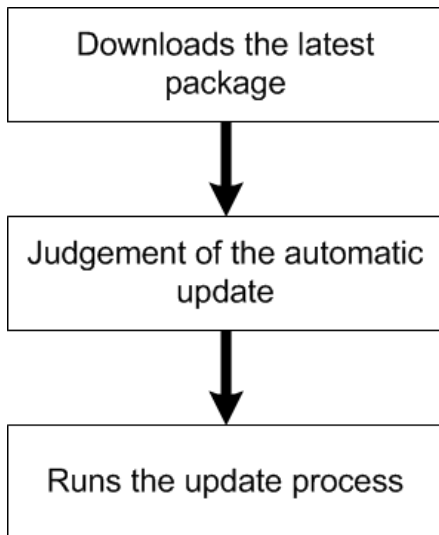 Downloads the latest
package
Judgement of the automatic
update
Runs the update process